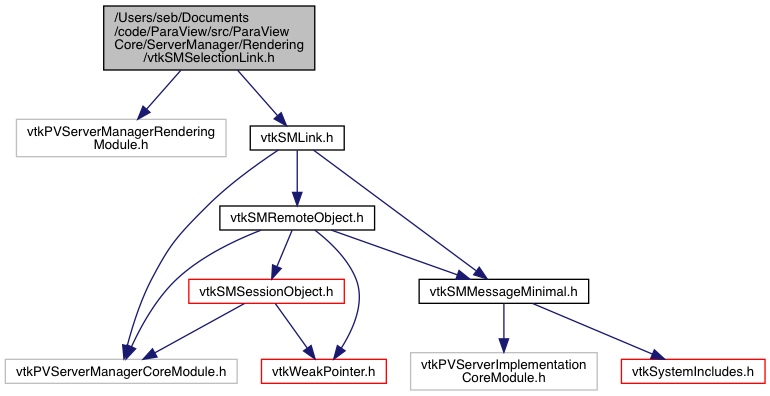 /Users/seb/Documents
/code/ParaView/src/ParaView
Core/ServerManager/Rendering
/vtkSMSelectionLink.h
vtkPVServerManagerRendering
Module.h
vtkSMLink.h
vtkSMRemoteObject.h
vtkSMSessionObject.h
vtkSMMessageMinimal.h
vtkPVServerManagerCoreModule.h
vtkWeakPointer.h
vtkPVServerImplementation
CoreModule.h
vtkSystemIncludes.h